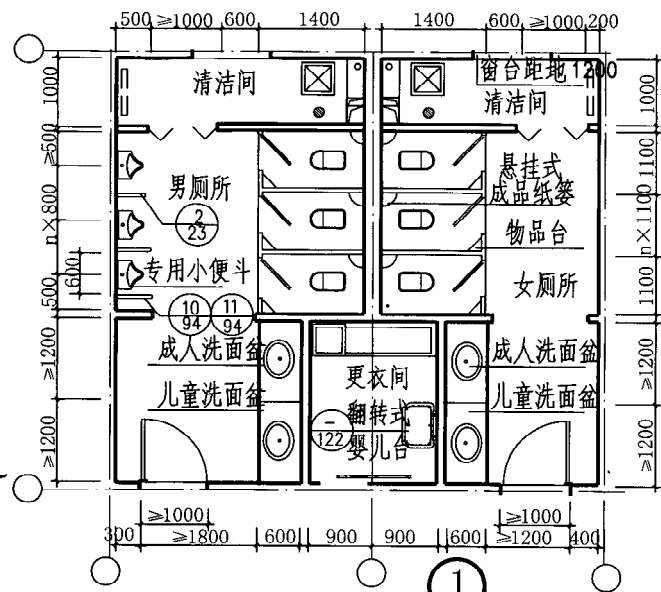 500 ≥1000 600 1400 1400 600 ≥1000 200
窗台距地1200
清洁间 清洁间
1000 1000
≥500 1100
悬挂式
成品纸篓
男厕所
2
23
物品台
n×800 n×1100
专用小便斗
600
女厕所
500 1100
10
94
11
94
成人洗面盆 成人洗面盆
≥1200 ≥1200
更衣间
儿童洗面盆 儿童洗面盆
翻转式
–
122
婴儿台
≥1200 ≥1200
≥1000 ≥1000
300 ≥1800 600 900 900 600 ≥1200 400
1